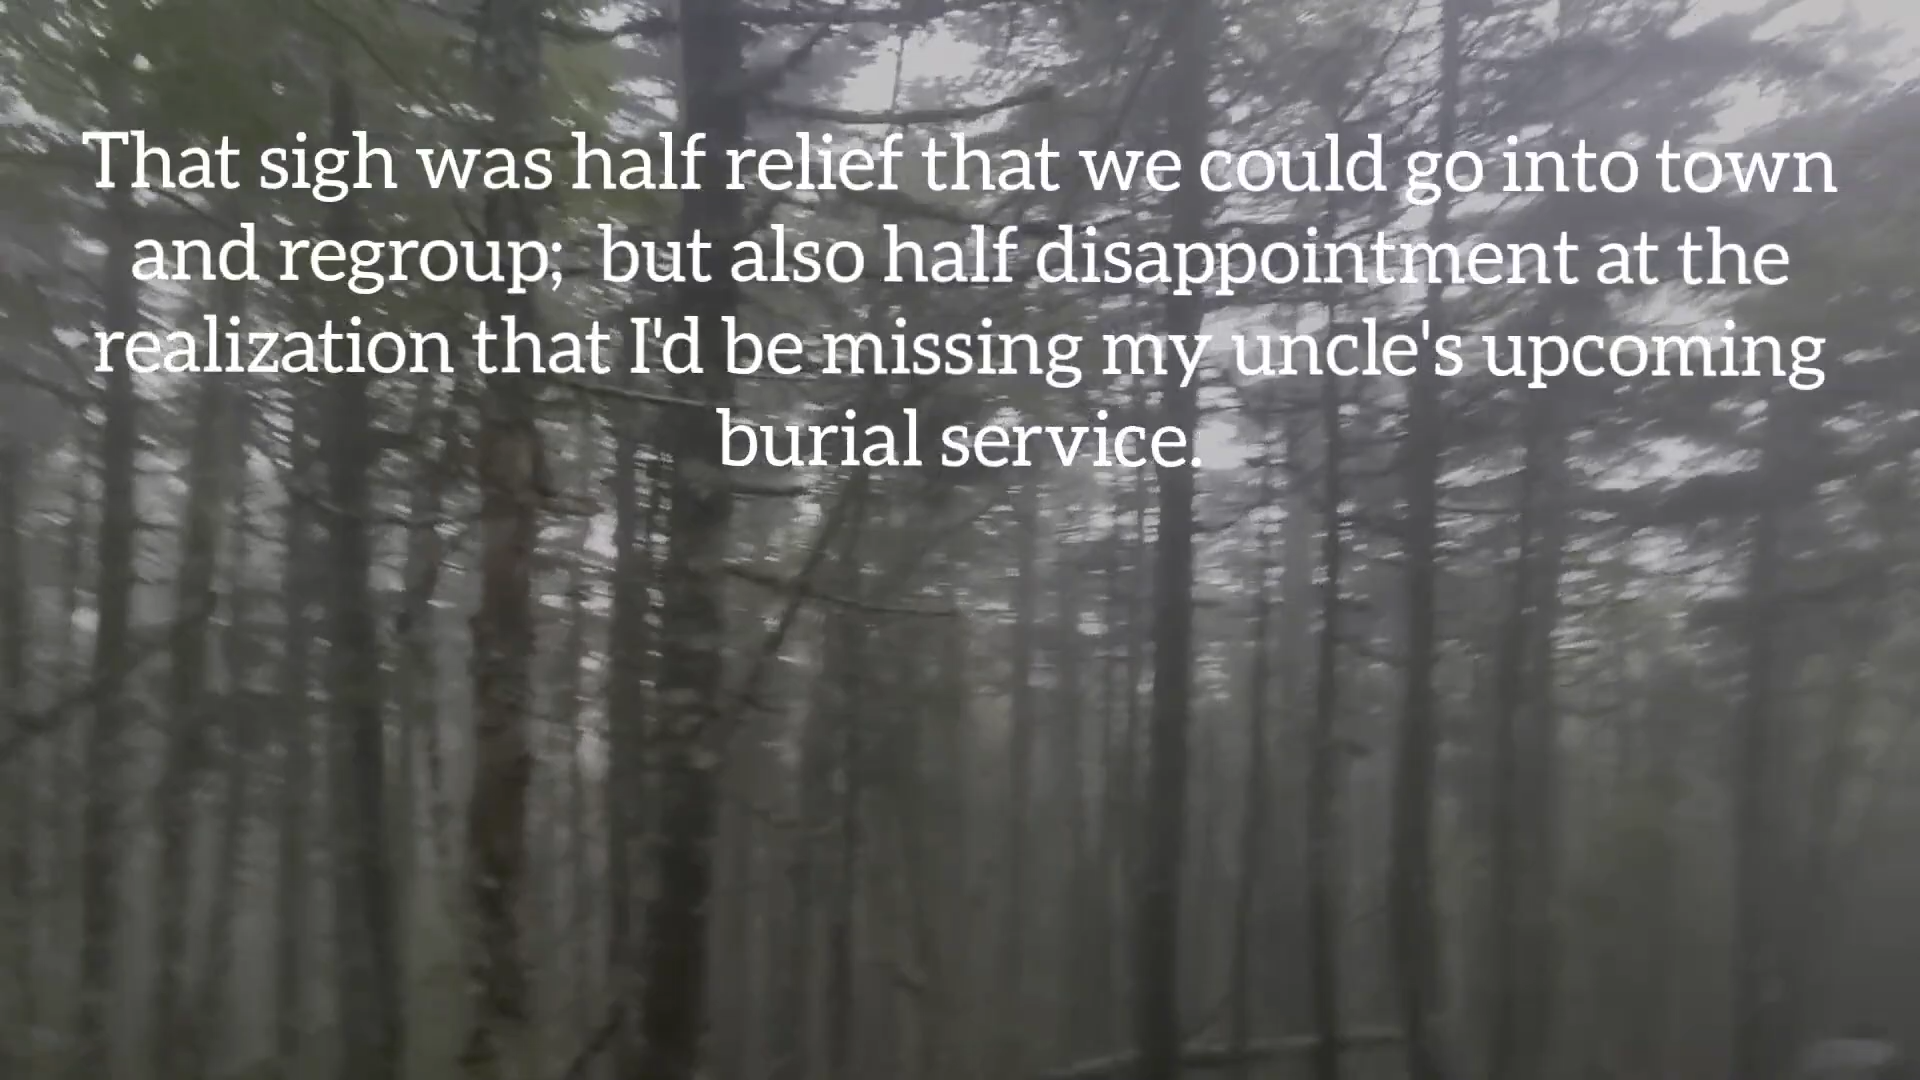 That sigh was half relief that we could go into town
and regroup;  but also half disappointment at the
realization that I'd be missing my uncle's upcoming
burial service.